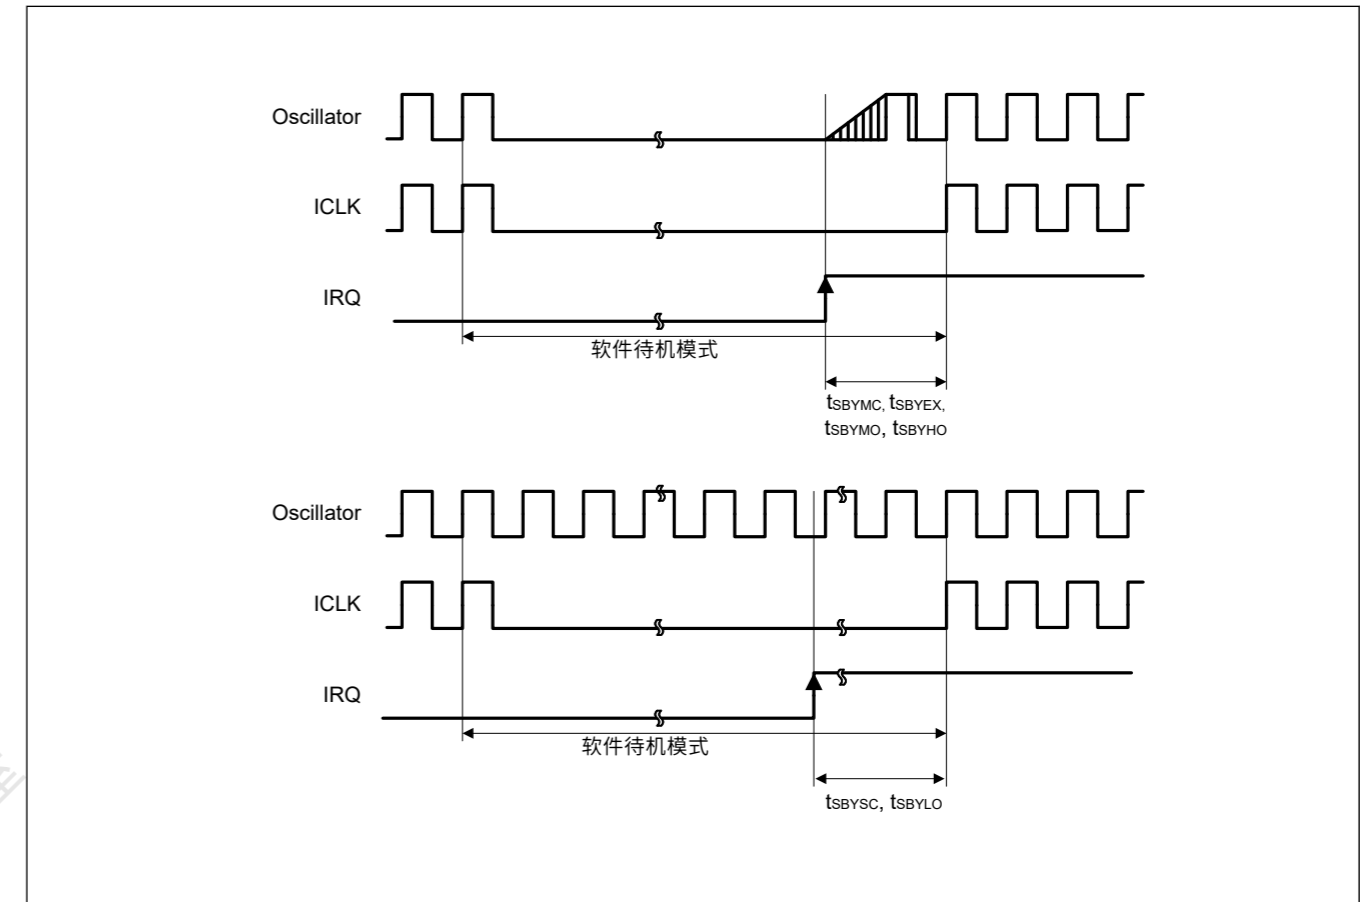 Oscillator
ICLK
IRQ
软件待机模式
tSBYMC, tSBYEX,
tSBYMO, tSBYHO
Oscillator
ICLK
IRQ
软件待机模式
tSBYSC, tSBYLO